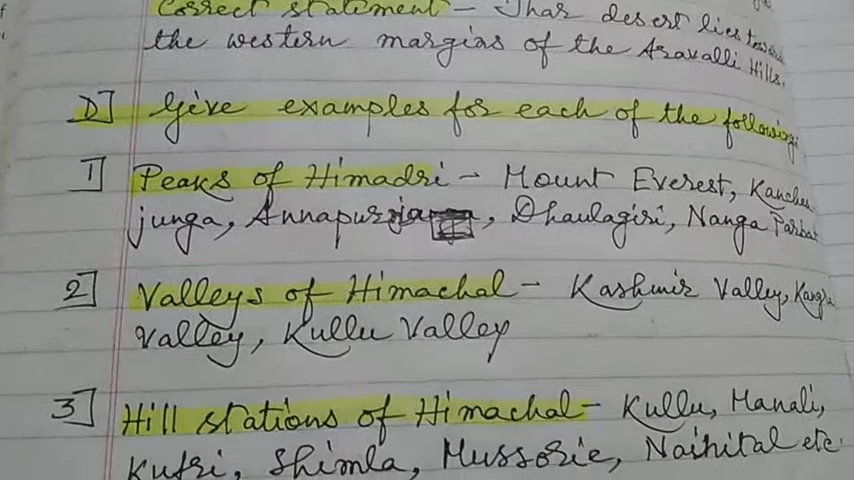 Correct statement - Thar desert lies towards
the western margins of the Aravalli Hills.
D] Give examples for each of the following:
1] Peaks of Himadri - Mount Everest, Kanchen
junga, Annapurna, Dhaulagiri, Nanga Parbat
2] Valleys of Himachal - Kashmir Valley, Kangra
Valley, Kullu Valley
3] Hill stations of Himachal - Kullu, Manali,
Kufri, Shimla, Mussorie, Nainital etc.